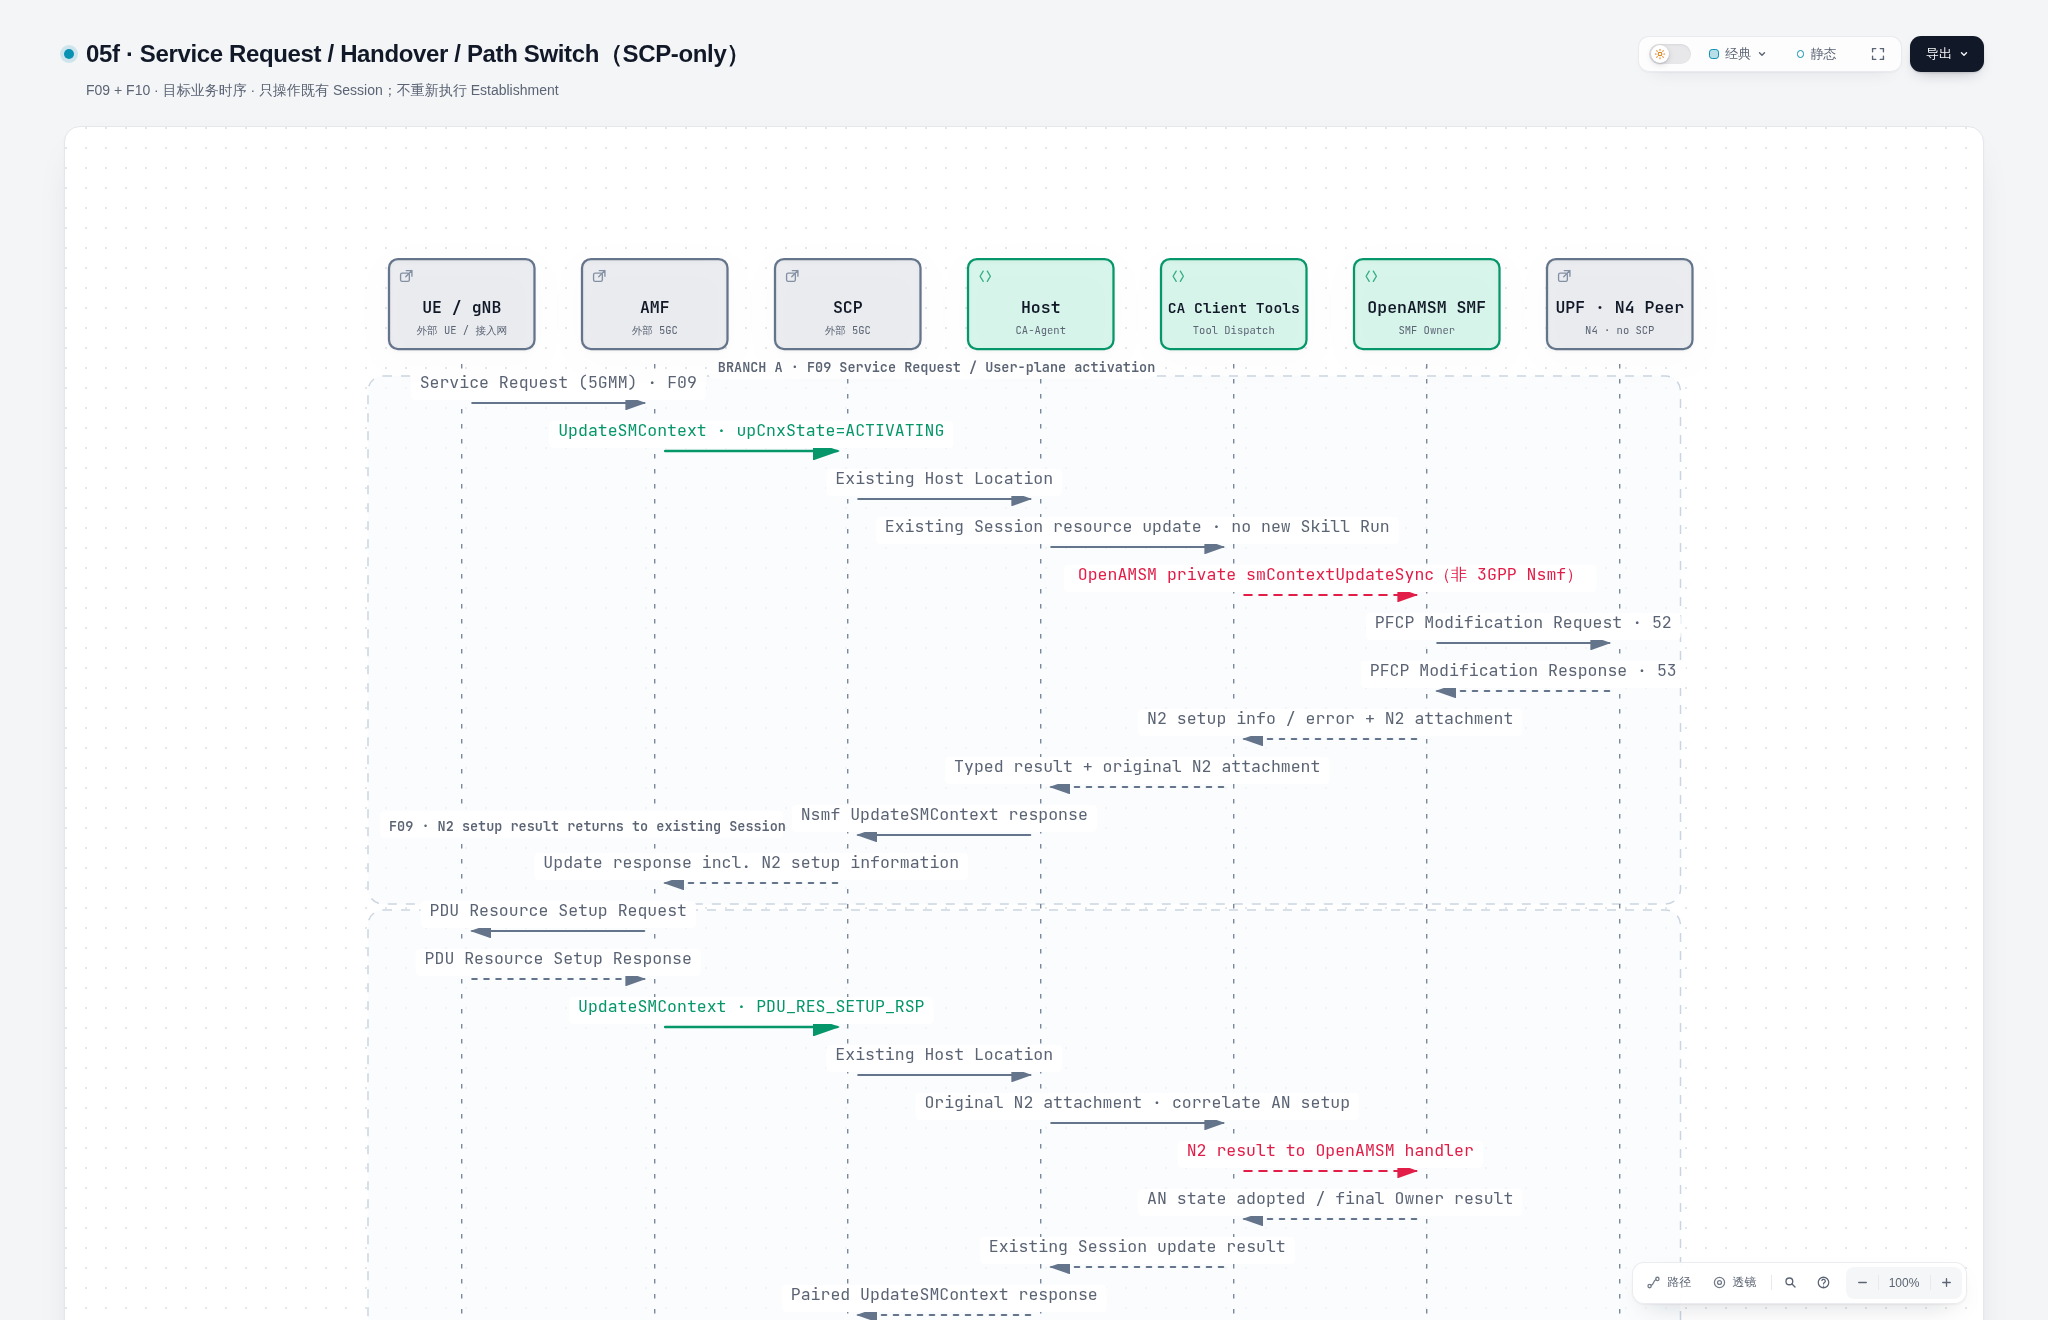 05f · Service Request / Handover / Path Switch（SCP-only）
经典
静态
导出
F09 + F10 · 目标业务时序 · 只操作既有 Session；不重新执行 Establishment
UE / gNB
外部 UE / 接入网
AMF
外部 5GC
SCP
外部 5GC
Host
CA-Agent
CA Client Tools
Tool Dispatch
OpenAMSM SMF
SMF Owner
UPF · N4 Peer
N4 · no SCP
BRANCH A · F09 Service Request / User-plane activation
Service Request (5GMM) · F09
UpdateSMContext · upCnxState=ACTIVATING
Existing Host Location
Existing Session resource update · no new Skill Run
OpenAMSM private smContextUpdateSync（非 3GPP Nsmf）
PFCP Modification Request · 52
PFCP Modification Response · 53
N2 setup info / error + N2 attachment
Typed result + original N2 attachment
Nsmf UpdateSMContext response
F09 · N2 setup result returns to existing Session
Update response incl. N2 setup information
PDU Resource Setup Request
PDU Resource Setup Response
UpdateSMContext · PDU_RES_SETUP_RSP
Existing Host Location
Original N2 attachment · correlate AN setup
N2 result to OpenAMSM handler
AN state adopted / final Owner result
Existing Session update result
Paired UpdateSMContext response
路径
透镜
100%